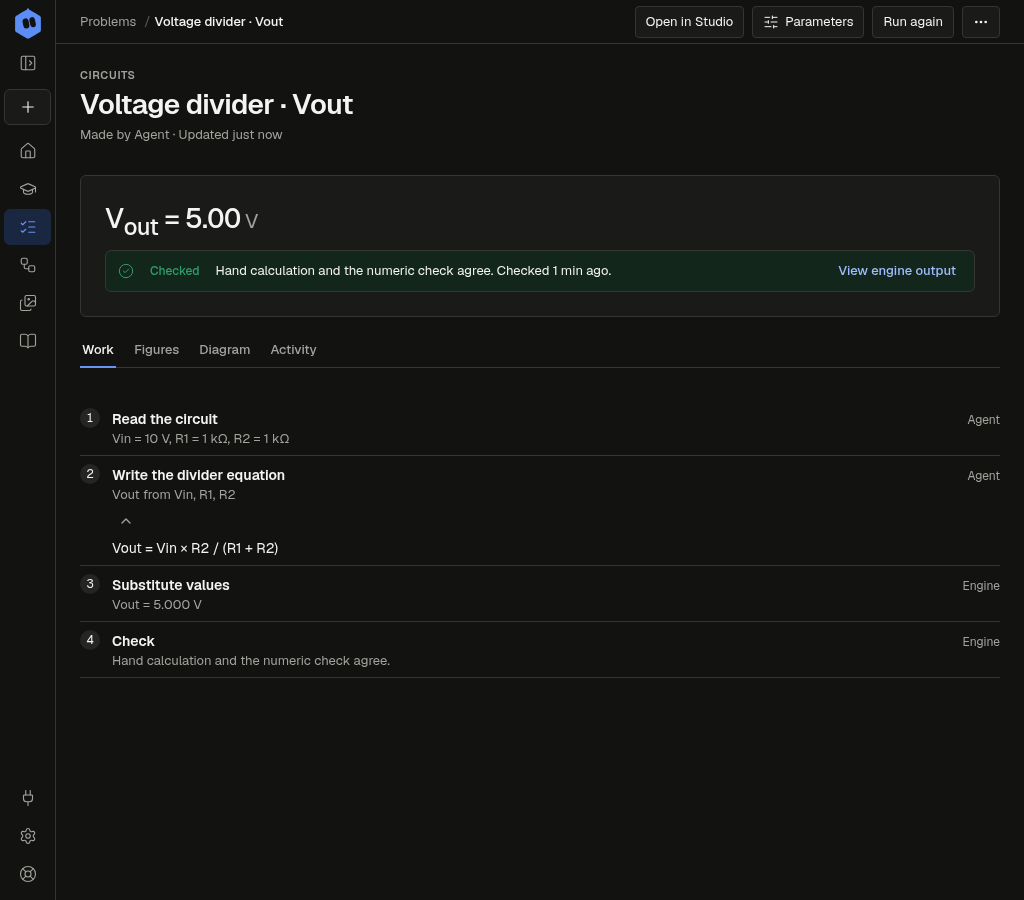 Problems / Voltage divider · Vout
Open in Studio
Parameters
Run again
CIRCUITS
Voltage divider · Vout
Made by Agent · Updated just now
Vout = 5.00 V
Checked Hand calculation and the numeric check agree. Checked 1 min ago. View engine output
Work Figures Diagram Activity
1 Read the circuit Agent
Vin = 10 V, R1 = 1 kΩ, R2 = 1 kΩ
2 Write the divider equation Agent
Vout from Vin, R1, R2
Vout = Vin × R2 / (R1 + R2)
3 Substitute values Engine
Vout = 5.000 V
4 Check Engine
Hand calculation and the numeric check agree.